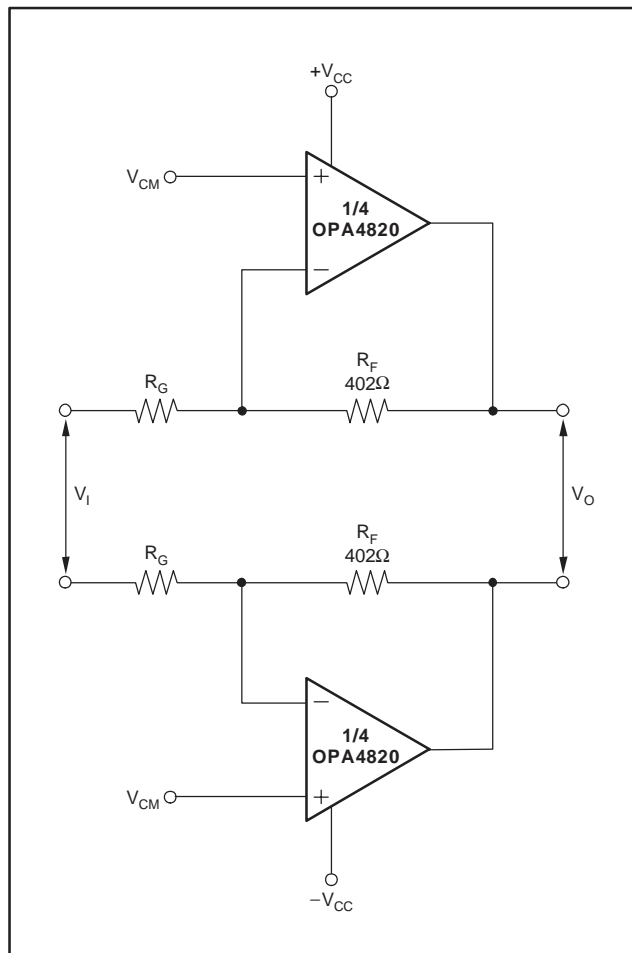 +V_CC
V_CM
+
1/4
OPA4820
−
R_G
R_F
402Ω
V_I
V_O
R_G
R_F
402Ω
−
1/4
OPA4820
V_CM
+
−V_CC